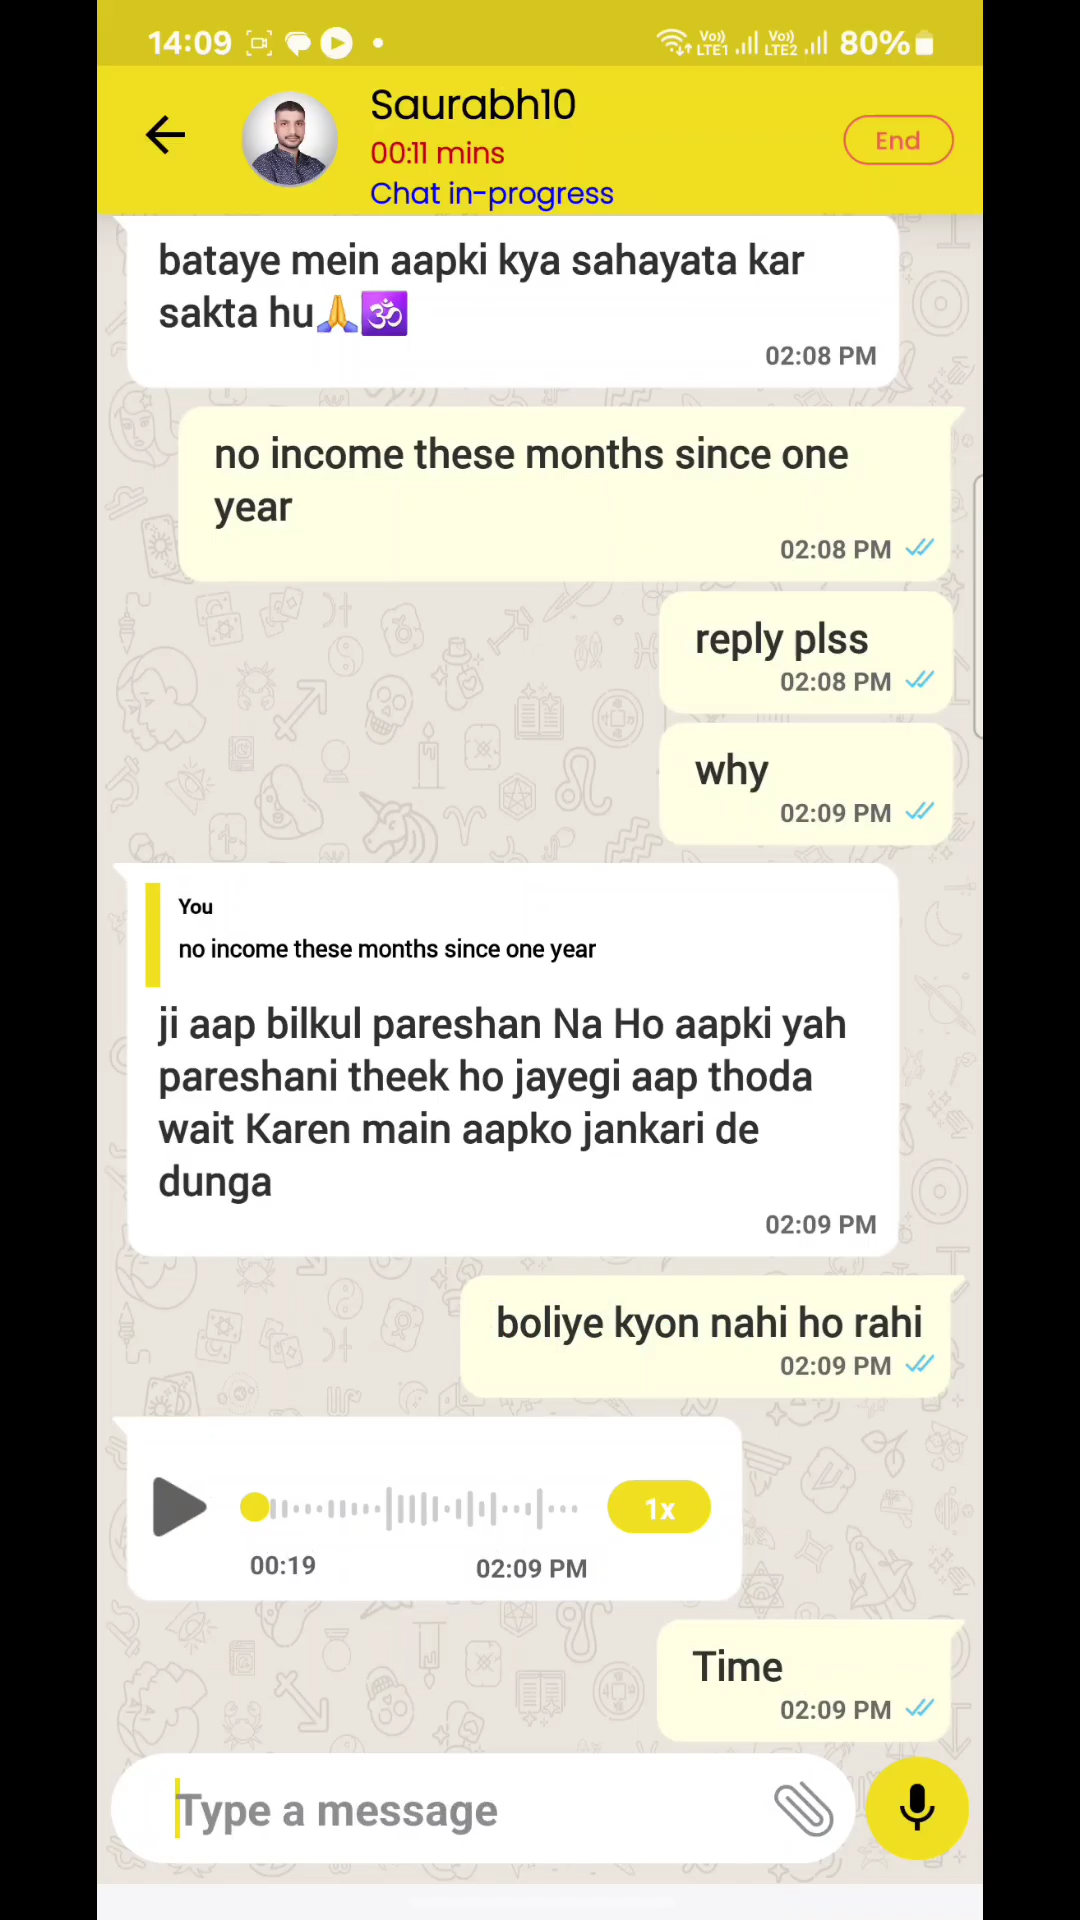 14:09 Vo)) LTE1 Vo)) LTE2 80%
Saurabh10
00:11 mins
End
Chat in-progress
bataye mein aapki kya sahayata kar
sakta hu🙏🕉
02:08 PM
no income these months since one
year
02:08 PM
reply plss
02:08 PM
why
02:09 PM
You
no income these months since one year
ji aap bilkul pareshan Na Ho aapki yah
pareshani theek ho jayegi aap thoda
wait Karen main aapko jankari de
dunga
02:09 PM
boliye kyon nahi ho rahi
02:09 PM
1x
00:19 02:09 PM
Time
02:09 PM
Type a message